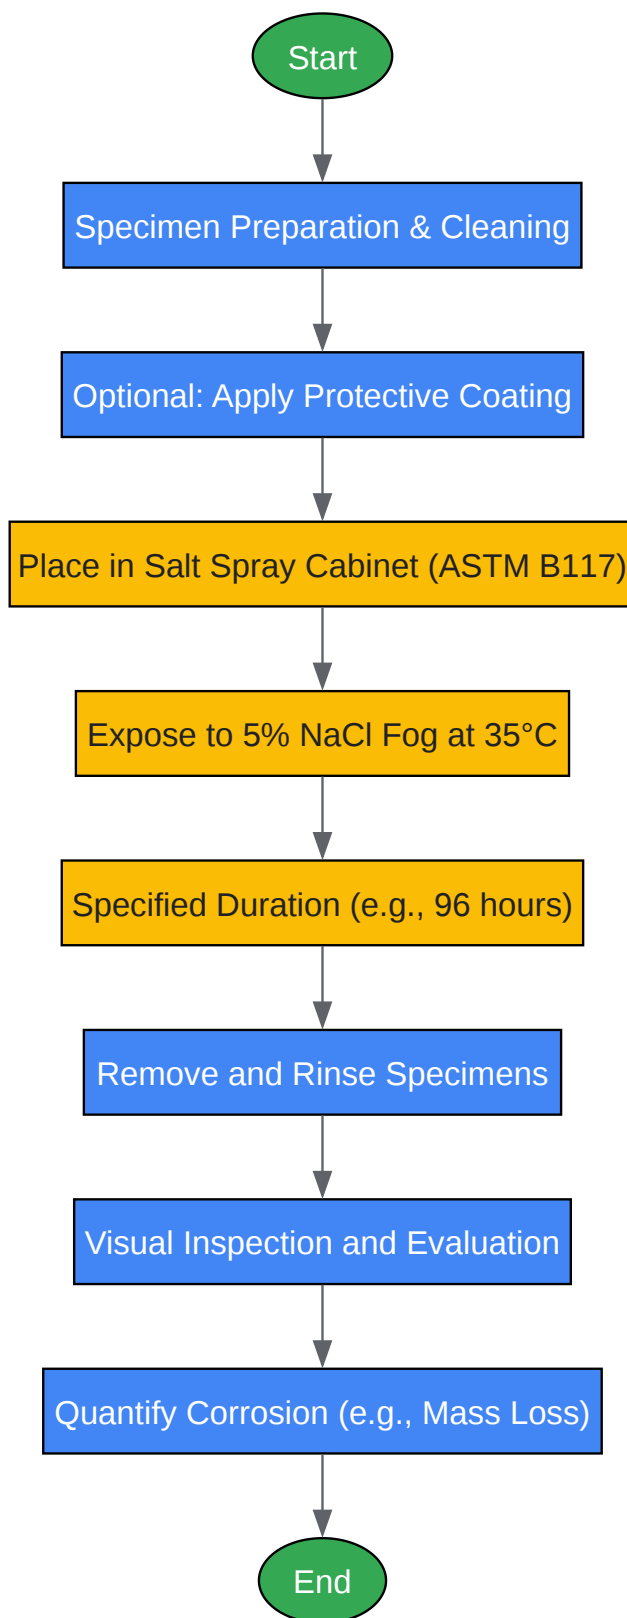 Start
Specimen Preparation & Cleaning
Optional: Apply Protective Coating
Place in Salt Spray Cabinet (ASTM B117)
Expose to 5% NaCl Fog at 35°C
Specified Duration (e.g., 96 hours)
Remove and Rinse Specimens
Visual Inspection and Evaluation
Quantify Corrosion (e.g., Mass Loss)
End